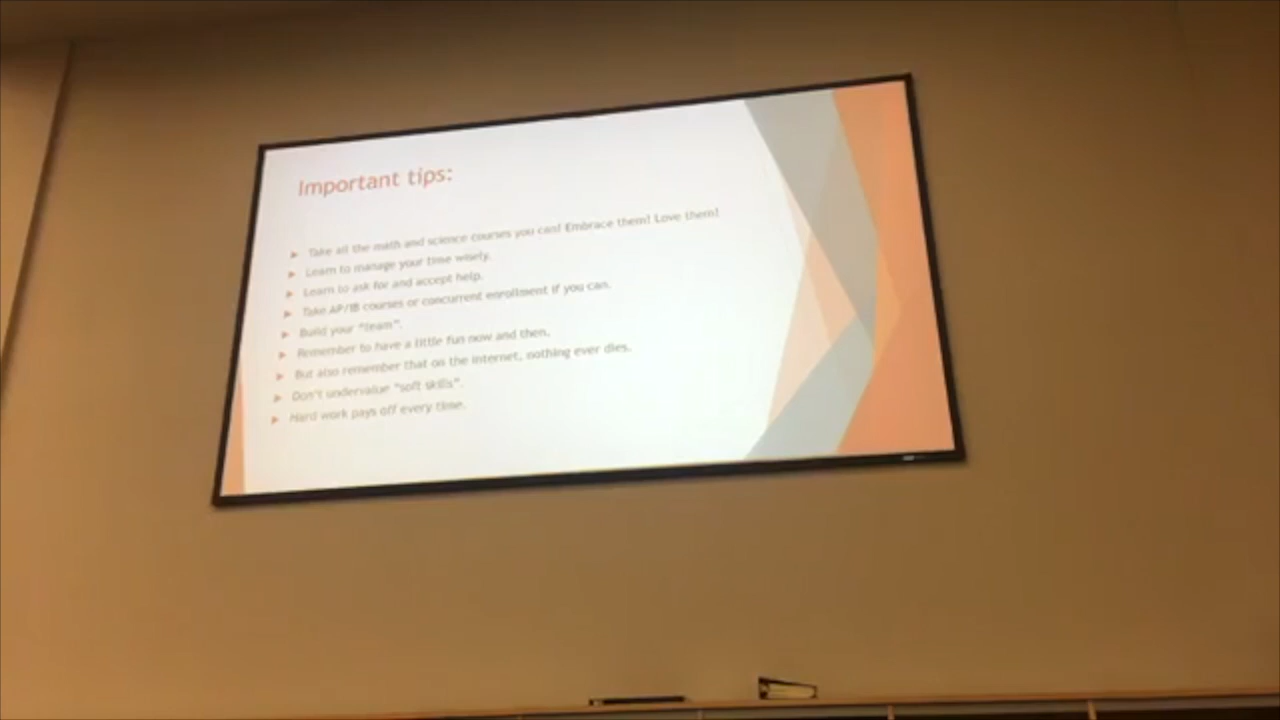 Important tips:
Take all the math and science courses you can! Embrace them! Love them!
Learn to manage your time wisely.
Learn to ask for and accept help.
Take AP/IB courses or concurrent enrollment if you can.
Build your "team".
Remember to have a little fun now and then.
But also remember that on the internet, nothing ever dies.
Don't undervalue "soft skills".
Hard work pays off every time.